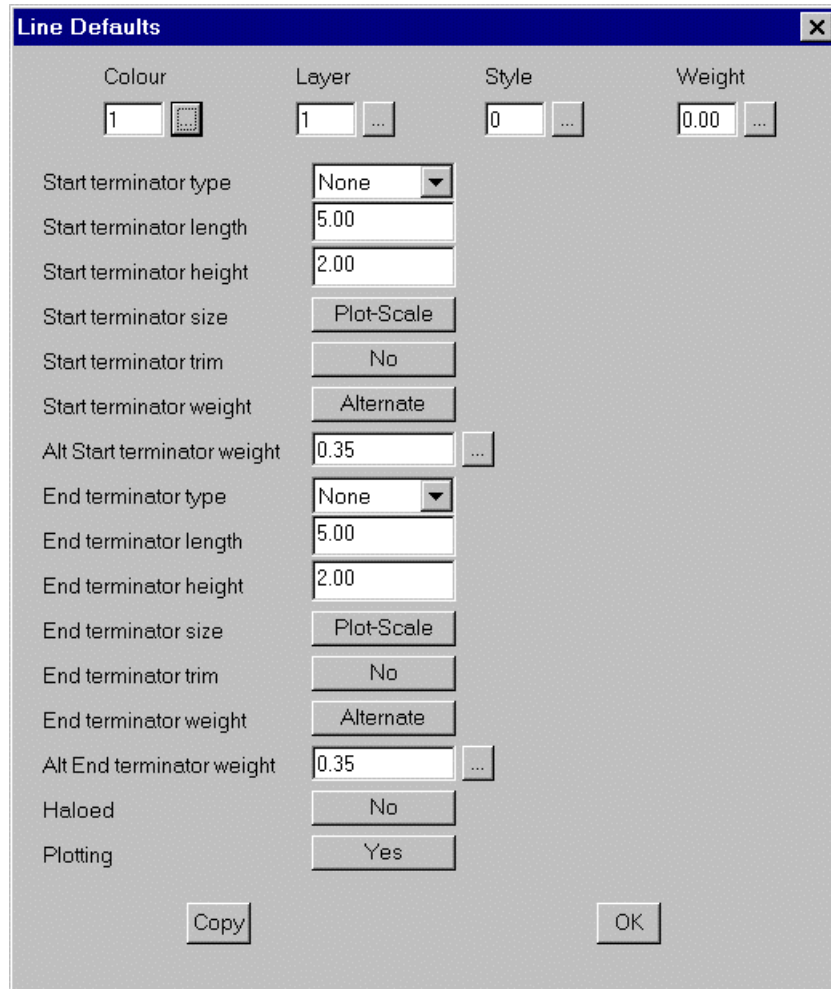 Line Defaults
Colour Layer Style Weight
1 ... 1 ... 0 ... 0.00 ...
Start terminator type None
Start terminator length 5.00
Start terminator height 2.00
Start terminator size Plot-Scale
Start terminator trim No
Start terminator weight Alternate
Alt Start terminator weight 0.35 ...
End terminator type None
End terminator length 5.00
End terminator height 2.00
End terminator size Plot-Scale
End terminator trim No
End terminator weight Alternate
Alt End terminator weight 0.35 ...
Haloed No
Plotting Yes
Copy OK